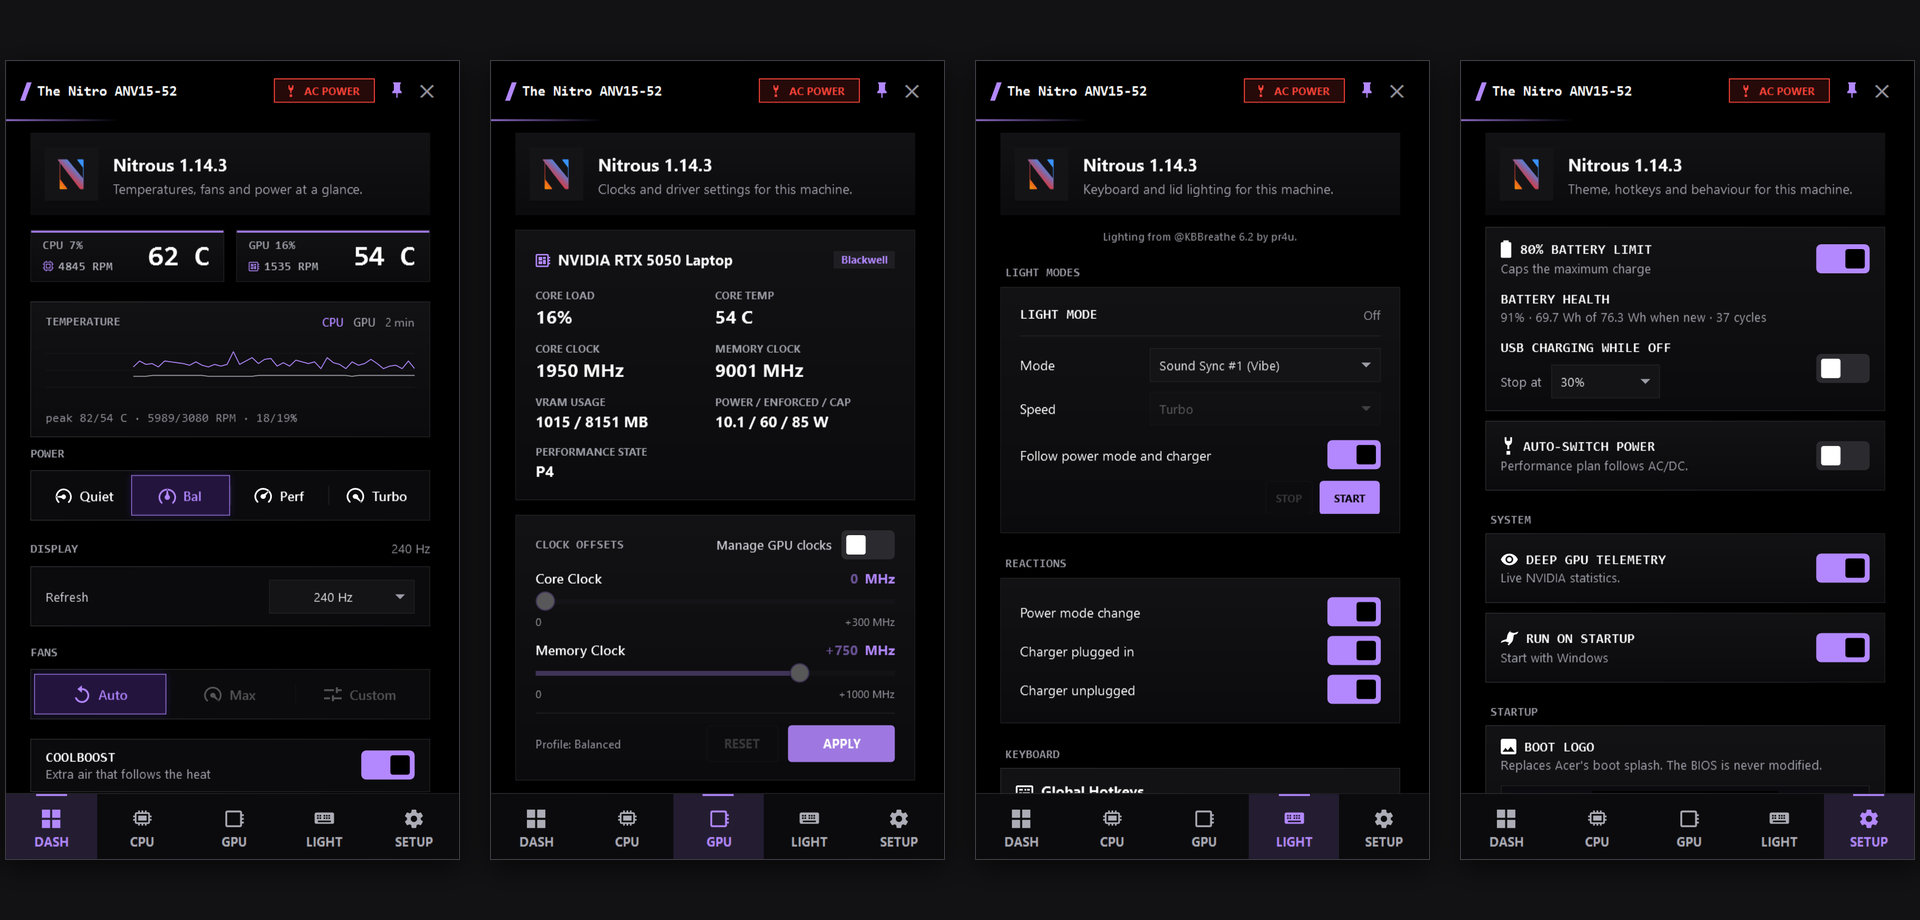 The Nitro ANV15-52
AC POWER
Nitrous 1.14.3
Temperatures, fans and power at a glance.
CPU 7%
4845 RPM
62 C
GPU 16%
1535 RPM
54 C
TEMPERATURE
CPU GPU 2 min
peak 82/54 C · 5989/3080 RPM · 18/19%
POWER
Quiet
Bal
Perf
Turbo
DISPLAY
240 Hz
Refresh
240 Hz
FANS
Auto
Max
Custom
COOLBOOST
Extra air that follows the heat
DASH
CPU
GPU
LIGHT
SETUP
The Nitro ANV15-52
AC POWER
Nitrous 1.14.3
Clocks and driver settings for this machine.
NVIDIA RTX 5050 Laptop
Blackwell
CORE LOAD
16%
CORE TEMP
54 C
CORE CLOCK
1950 MHz
MEMORY CLOCK
9001 MHz
VRAM USAGE
1015 / 8151 MB
POWER / ENFORCED / CAP
10.1 / 60 / 85 W
PERFORMANCE STATE
P4
CLOCK OFFSETS
Manage GPU clocks
Core Clock
0 MHz
0
+300 MHz
Memory Clock
+750 MHz
0
+1000 MHz
Profile: Balanced
RESET
APPLY
DASH
CPU
GPU
LIGHT
SETUP
The Nitro ANV15-52
AC POWER
Nitrous 1.14.3
Keyboard and lid lighting for this machine.
Lighting from @KBBreathe 6.2 by pr4u.
LIGHT MODES
LIGHT MODE
Off
Mode
Sound Sync #1 (Vibe)
Speed
Turbo
Follow power mode and charger
STOP
START
REACTIONS
Power mode change
Charger plugged in
Charger unplugged
KEYBOARD
Global Hotkeys
DASH
CPU
GPU
LIGHT
SETUP
The Nitro ANV15-52
AC POWER
Nitrous 1.14.3
Theme, hotkeys and behaviour for this machine.
80% BATTERY LIMIT
Caps the maximum charge
BATTERY HEALTH
91% · 69.7 Wh of 76.3 Wh when new · 37 cycles
USB CHARGING WHILE OFF
Stop at
30%
AUTO-SWITCH POWER
Performance plan follows AC/DC.
SYSTEM
DEEP GPU TELEMETRY
Live NVIDIA statistics.
RUN ON STARTUP
Start with Windows
STARTUP
BOOT LOGO
Replaces Acer's boot splash. The BIOS is never modified.
DASH
CPU
GPU
LIGHT
SETUP